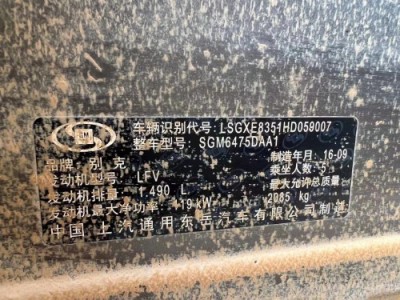 车辆识别代号: LSGXE8351HD059007
整车型号: SGM6475DAA1
品牌: 别克 制造年月: 16-09
发动机型号: LFV 乘坐人数: 5
发动机排量: 1.490 L 最大允许总质量:
发动机最大净功率: 119 kW 2085 kg
中国 上汽通用东岳汽车有限公司制造